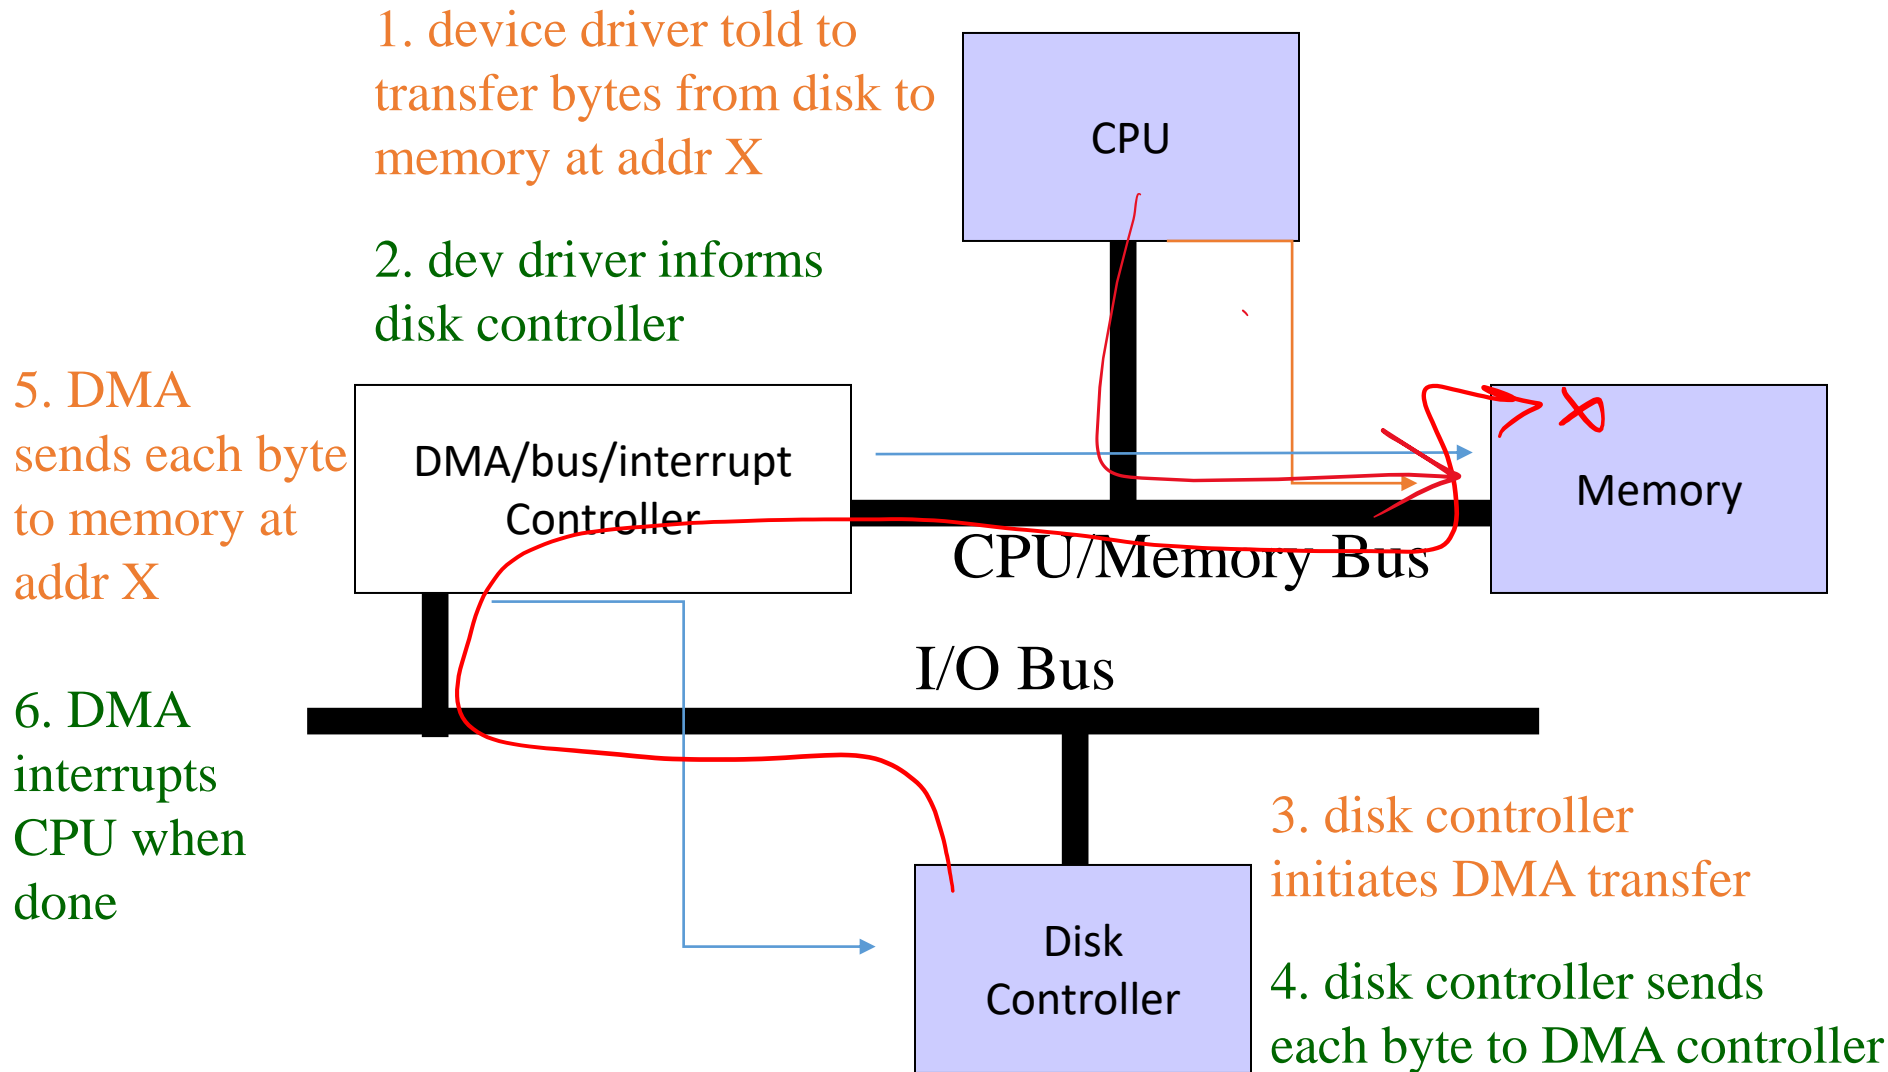 1. device driver told to
transfer bytes from disk to
memory at addr X
CPU
2. dev driver informs
disk controller
5. DMA
sends each byte
to memory at
addr X
DMA/bus/interrupt
Controller
Memory
X
CPU/Memory Bus
I/O Bus
6. DMA
interrupts
CPU when
done
3. disk controller
initiates DMA transfer
Disk
Controller
4. disk controller sends
each byte to DMA controller